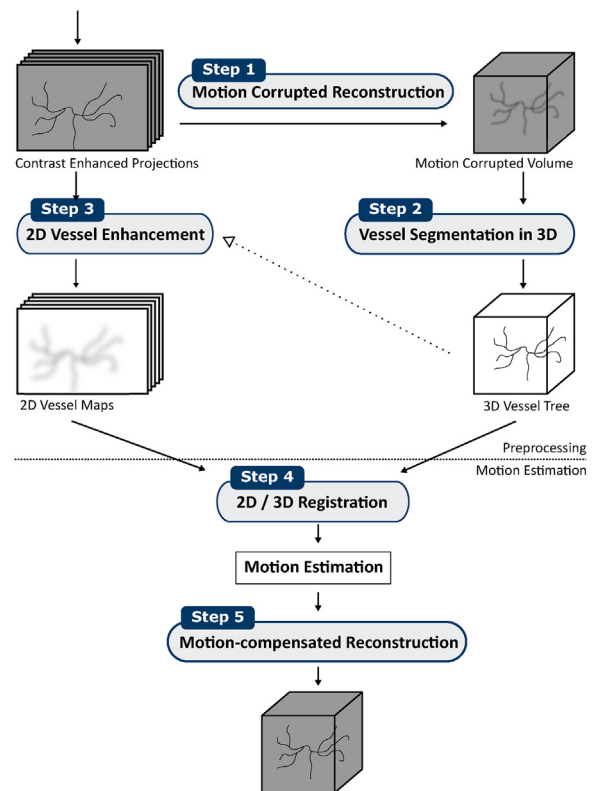 Step 1
Motion Corrupted Reconstruction
Contrast Enhanced Projections
Motion Corrupted Volume
Step 3
2D Vessel Enhancement
Step 2
Vessel Segmentation in 3D
2D Vessel Maps
3D Vessel Tree
Preprocessing
Motion Estimation
Step 4
2D / 3D Registration
Motion Estimation
Step 5
Motion-compensated Reconstruction